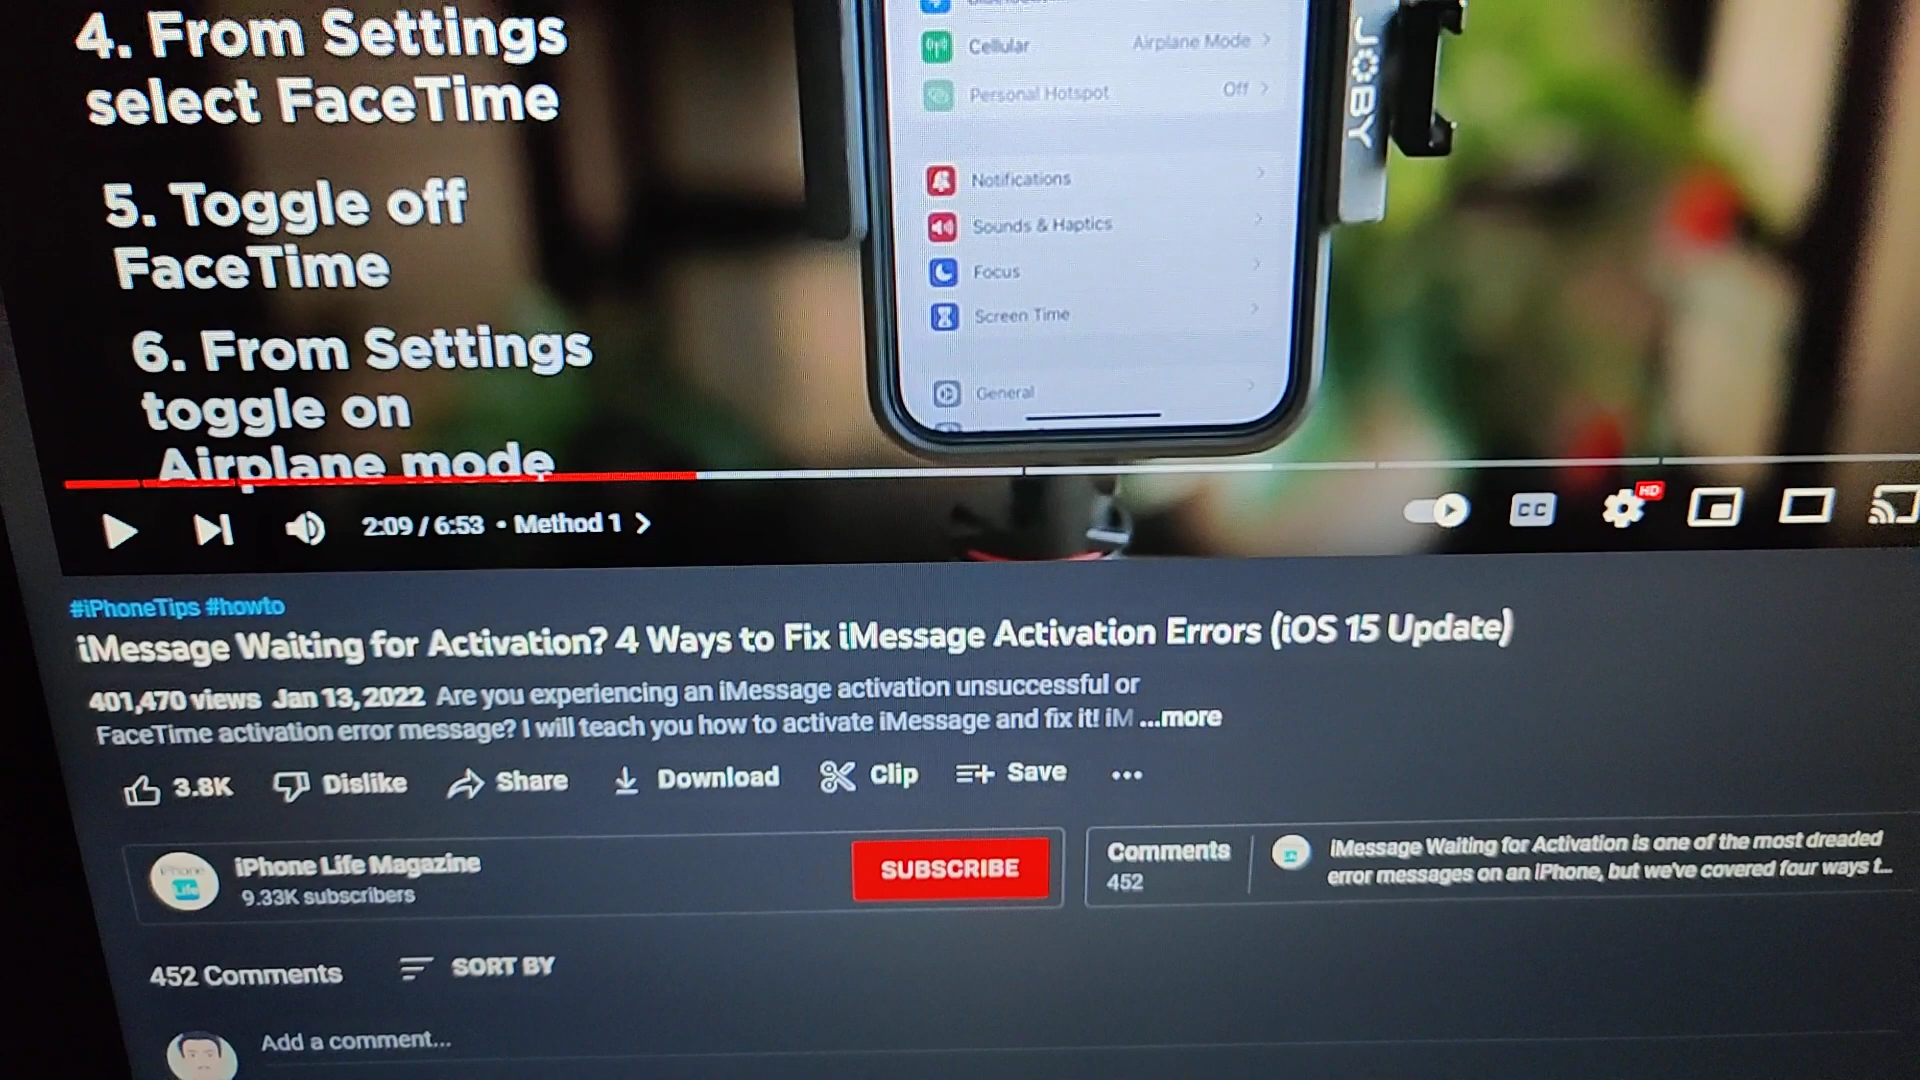 4. From Settings
select FaceTime
5. Toggle off
FaceTime
6. From Settings
toggle on
Airplane mode
Cellular Airplane Mode
Personal Hotspot Off
Notifications
Sounds & Haptics
Focus
Screen Time
General
JOBY
2:09 / 6:53 • Method 1
CC
HD
#iPhoneTips #howto
iMessage Waiting for Activation? 4 Ways to Fix iMessage Activation Errors (iOS 15 Update)
401,470 views Jan 13, 2022 Are you experiencing an iMessage activation unsuccessful or
FaceTime activation error message? I will teach you how to activate iMessage and fix it! iM ...more
3.8K Dislike Share Download Clip Save
iPhone Life
iPhone Life Magazine
9.33K subscribers
SUBSCRIBE
Comments
452
iMessage Waiting for Activation is one of the most dreaded
error messages on an iPhone, but we've covered four ways t...
452 Comments SORT BY
Add a comment...